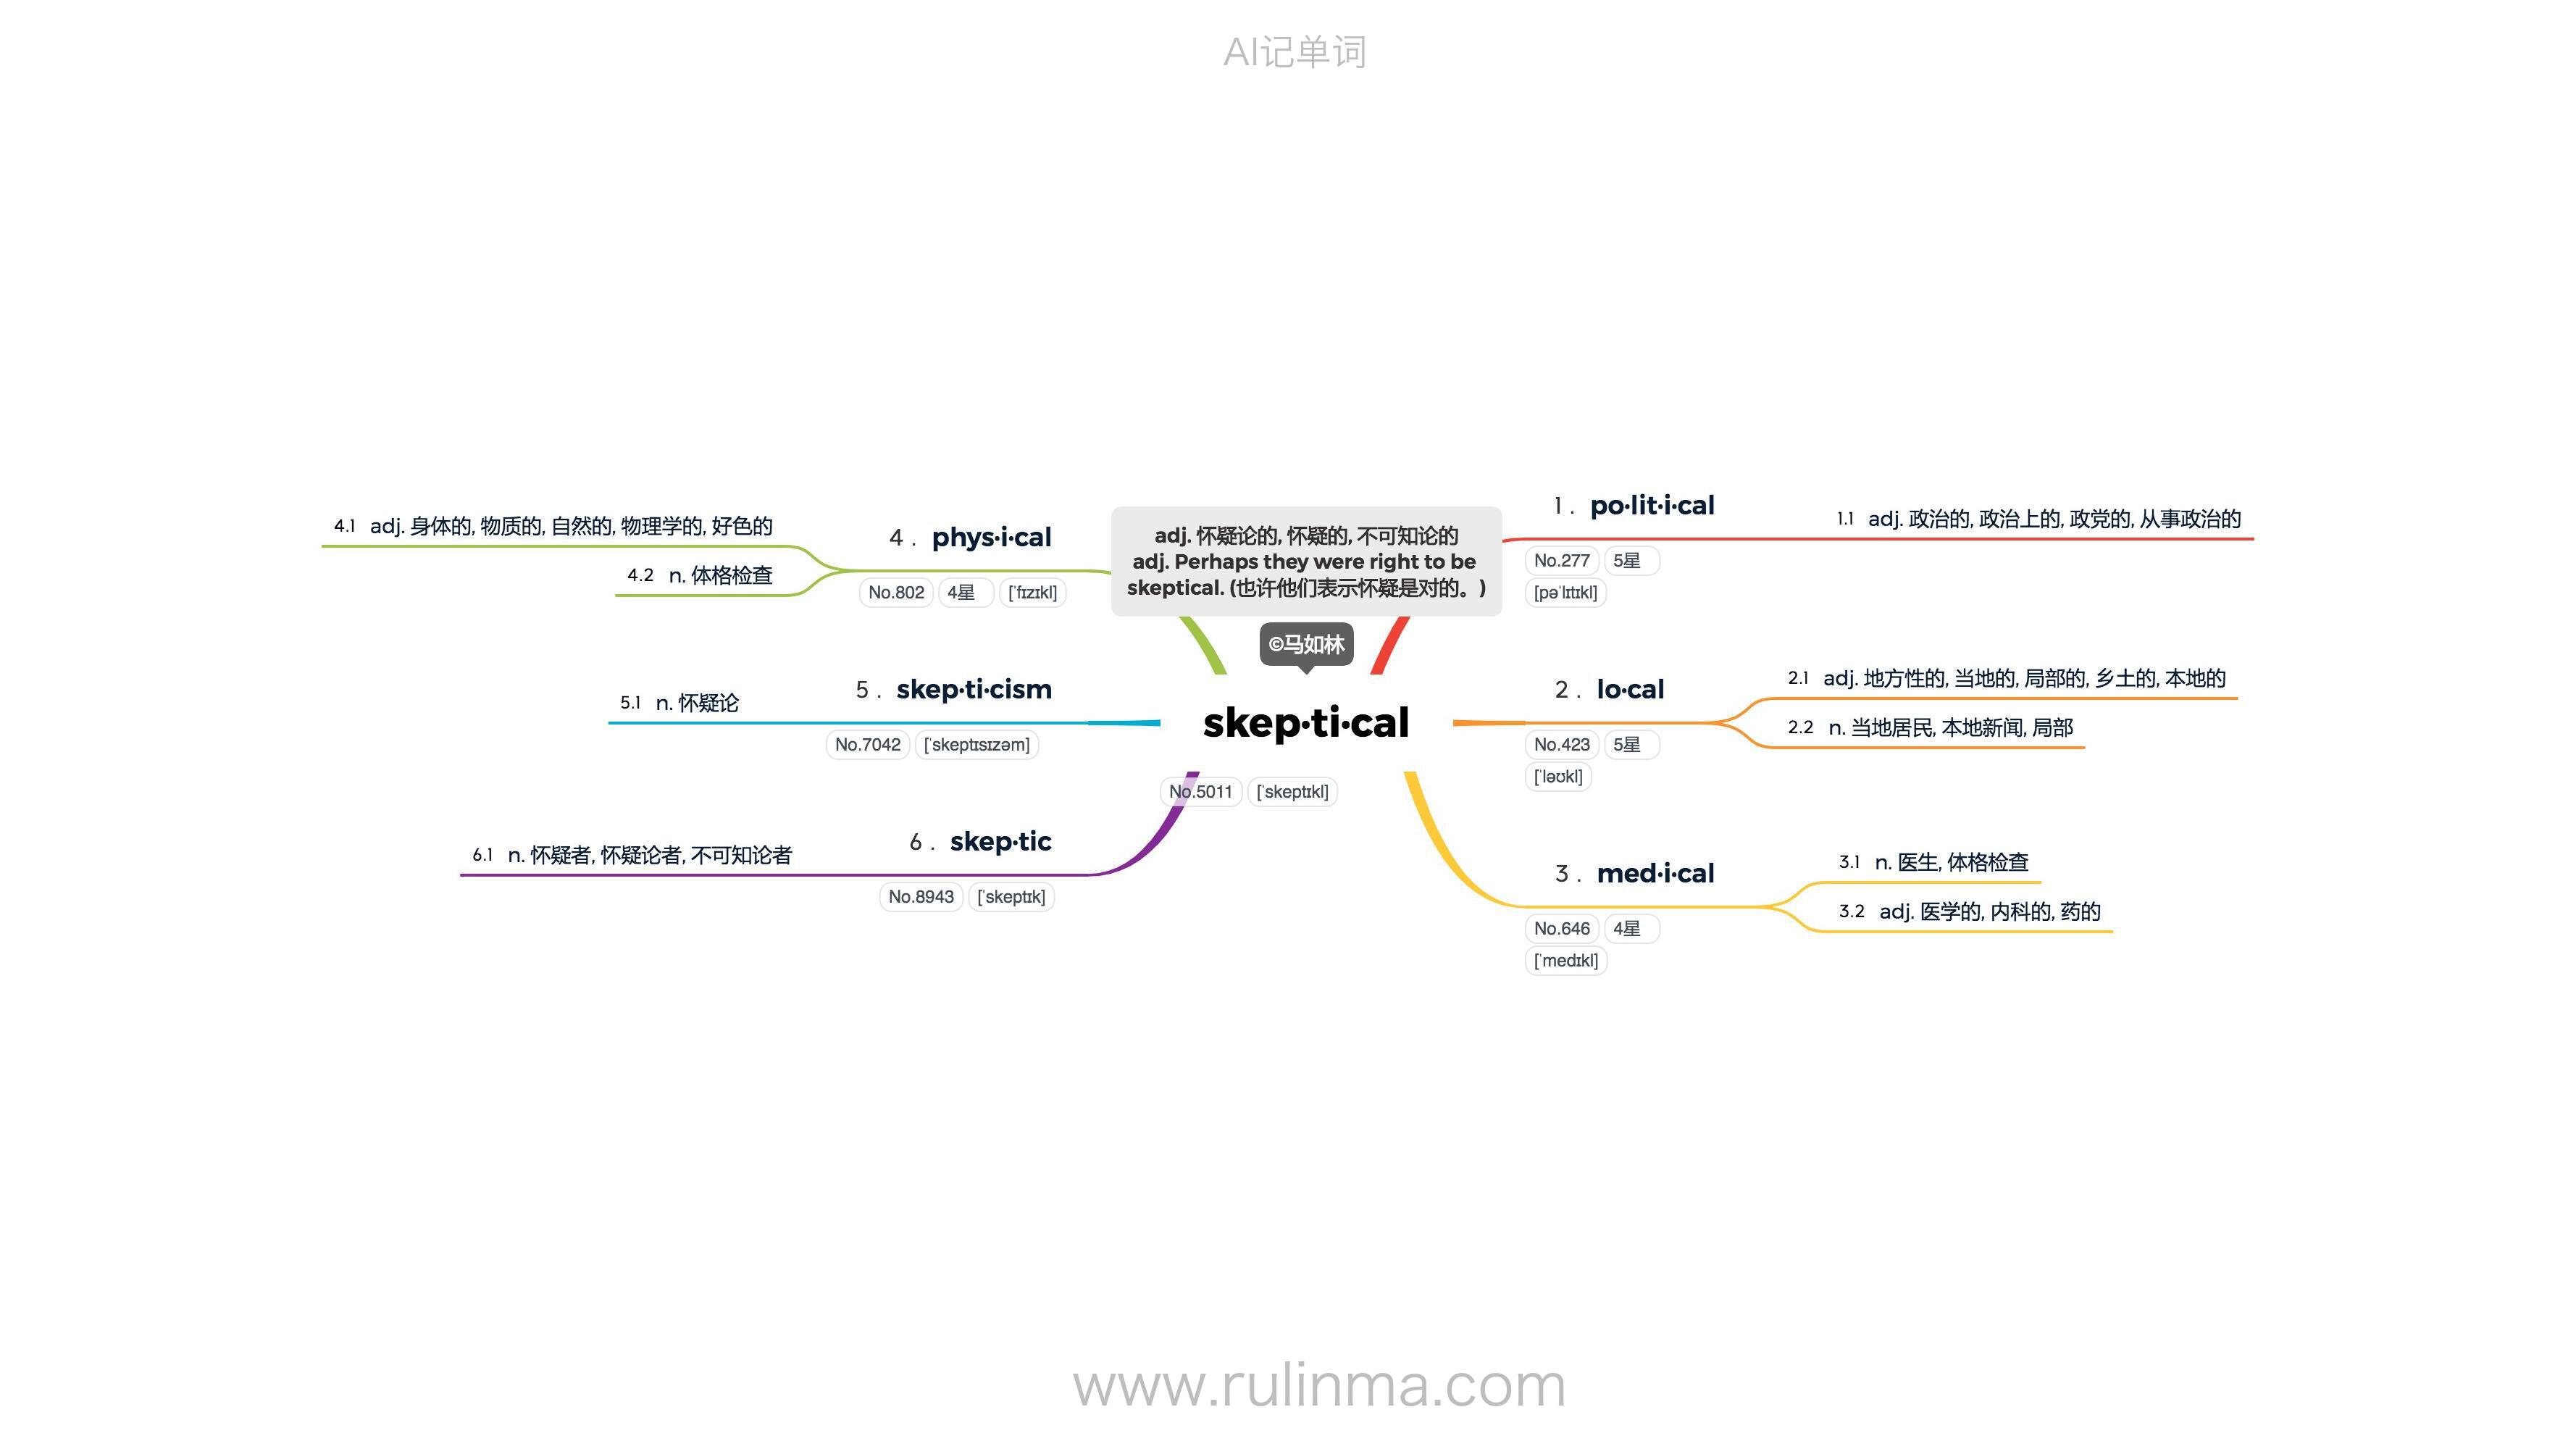 AI记单词
adj. 怀疑论的, 怀疑的, 不可知论的
adj. Perhaps they were right to be
skeptical. (也许他们表示怀疑是对的。)
©马如林
skep·ti·cal
No.5011 ['skeptɪkl]
1. po·lit·i·cal
No.277 5星
[pə'lɪtɪkl]
1.1 adj. 政治的, 政治上的, 政党的, 从事政治的
2. lo·cal
No.423 5星
['ləʊkl]
2.1 adj. 地方性的, 当地的, 局部的, 乡土的, 本地的
2.2 n. 当地居民, 本地新闻, 局部
3. med·i·cal
No.646 4星
['medɪkl]
3.1 n. 医生, 体格检查
3.2 adj. 医学的, 内科的, 药的
4. phys·i·cal
No.802 4星 ['fɪzɪkl]
4.1 adj. 身体的, 物质的, 自然的, 物理学的, 好色的
4.2 n. 体格检查
5. skep·ti·cism
No.7042 ['skeptɪsɪzəm]
5.1 n. 怀疑论
6. skep·tic
No.8943 ['skeptɪk]
6.1 n. 怀疑者, 怀疑论者, 不可知论者
www.rulinma.com